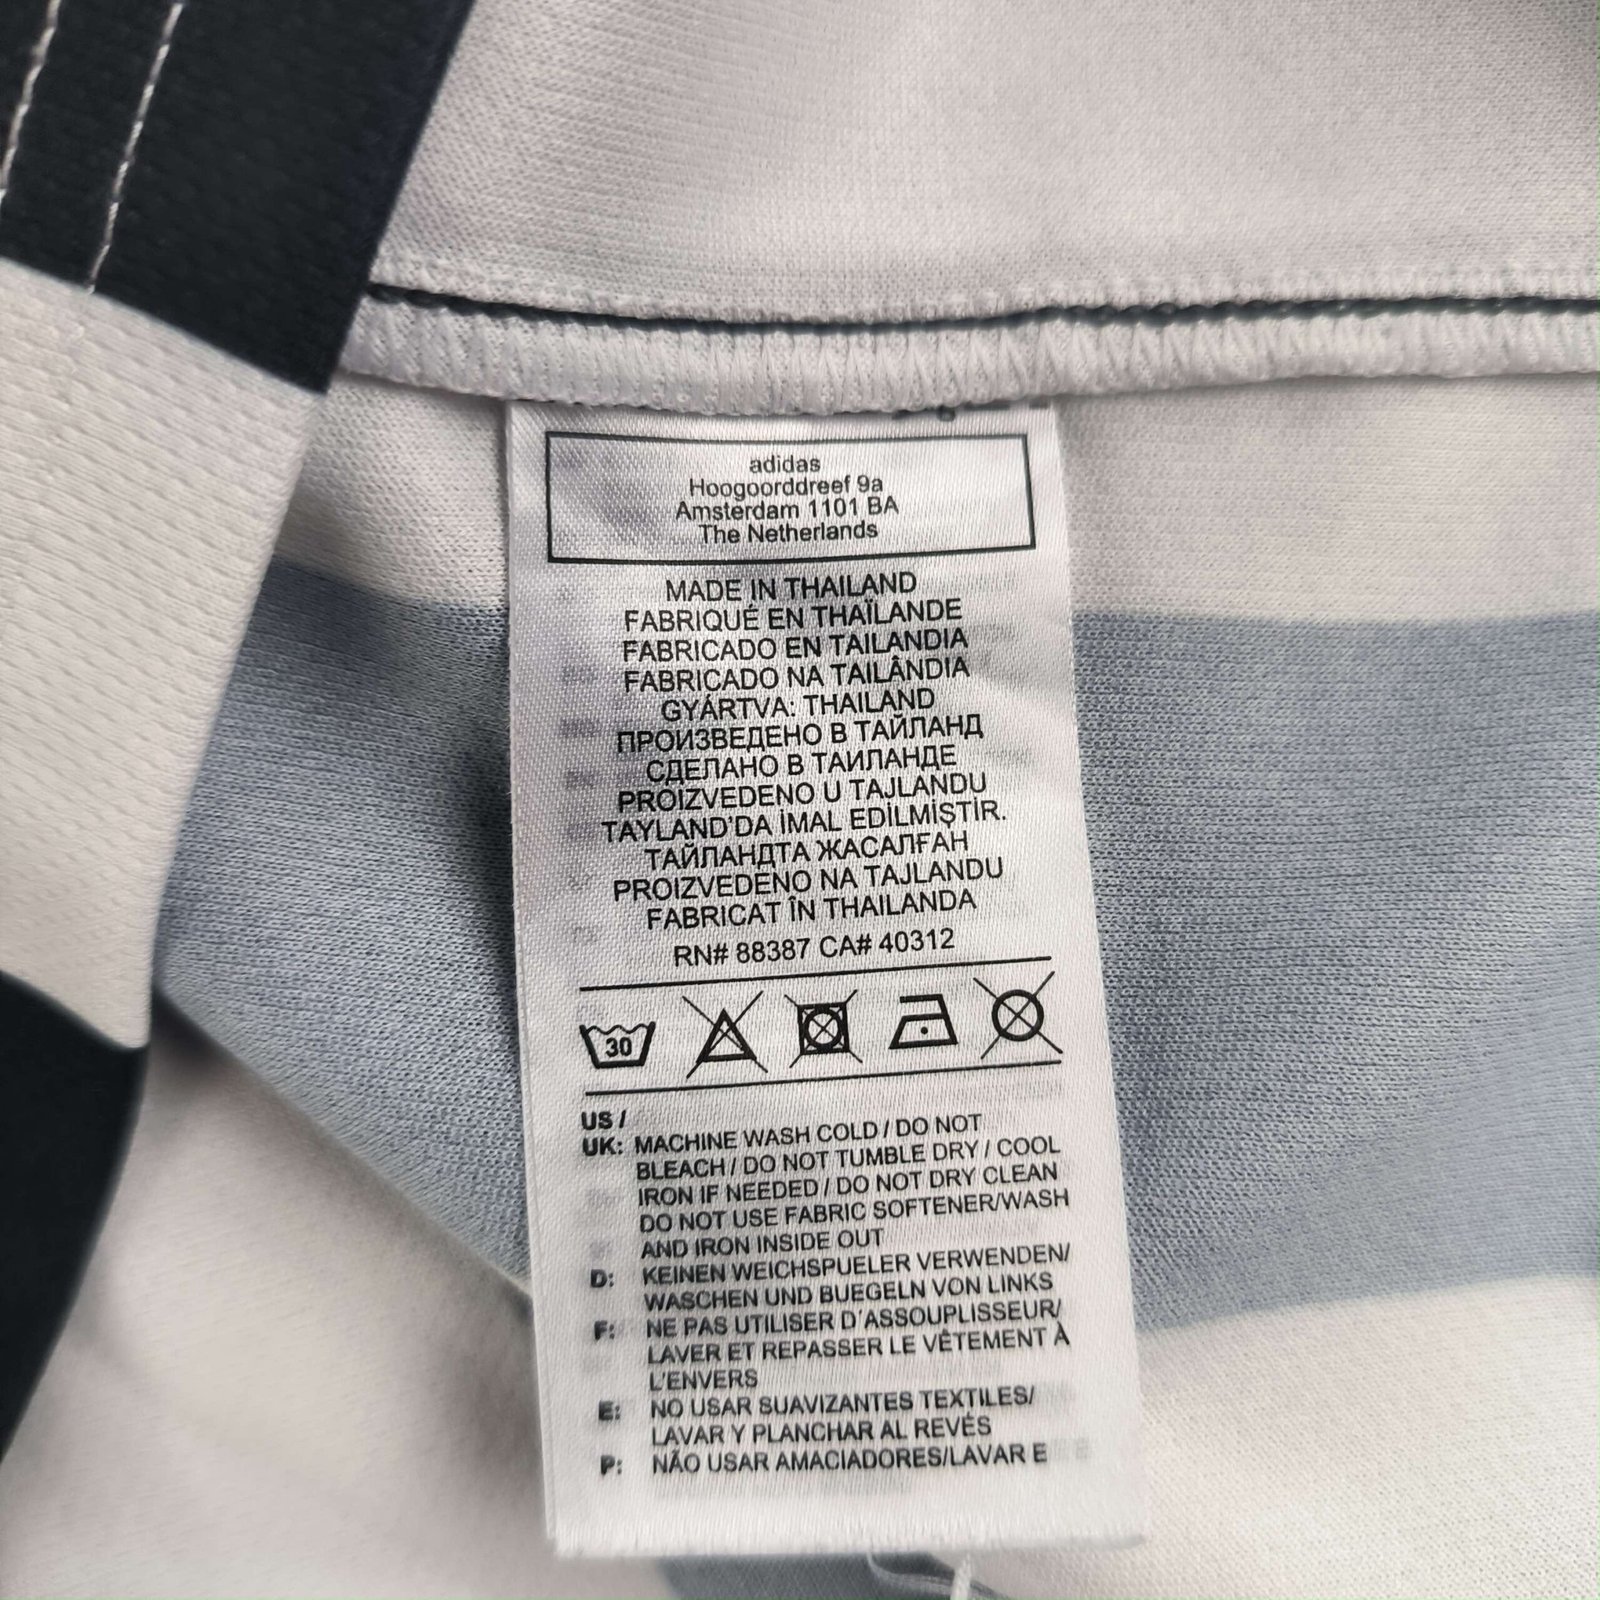 adidas
Hoogoorddreef 9a
Amsterdam 1101 BA
The Netherlands
MADE IN THAILAND
FABRIQUÉ EN THAÏLANDE
FABRICADO EN TAILANDIA
FABRICADO NA TAILÂNDIA
GYÁRTVA: THAILAND
ПРОИЗВЕДЕНО В ТАЙЛАНД
СДЕЛАНО В ТАИЛАНДЕ
PROIZVEDENO U TAJLANDU
TAYLAND'DA İMAL EDİLMİŞTİR.
ТАЙЛАНДТА ЖАСАЛҒАН
PROIZVEDENO NA TAJLANDU
FABRICAT ÎN THAILANDA
RN# 88387 CA# 40312
30
US /
UK: MACHINE WASH COLD / DO NOT
BLEACH / DO NOT TUMBLE DRY / COOL
IRON IF NEEDED / DO NOT DRY CLEAN
DO NOT USE FABRIC SOFTENER/WASH
AND IRON INSIDE OUT
D: KEINEN WEICHSPUELER VERWENDEN/
WASCHEN UND BUEGELN VON LINKS
F: NE PAS UTILISER D'ASSOUPLISSEUR/
LAVER ET REPASSER LE VÊTEMENT À
L'ENVERS
E: NO USAR SUAVIZANTES TEXTILES/
LAVAR Y PLANCHAR AL REVÉS
P: NÃO USAR AMACIADORES/LAVAR E